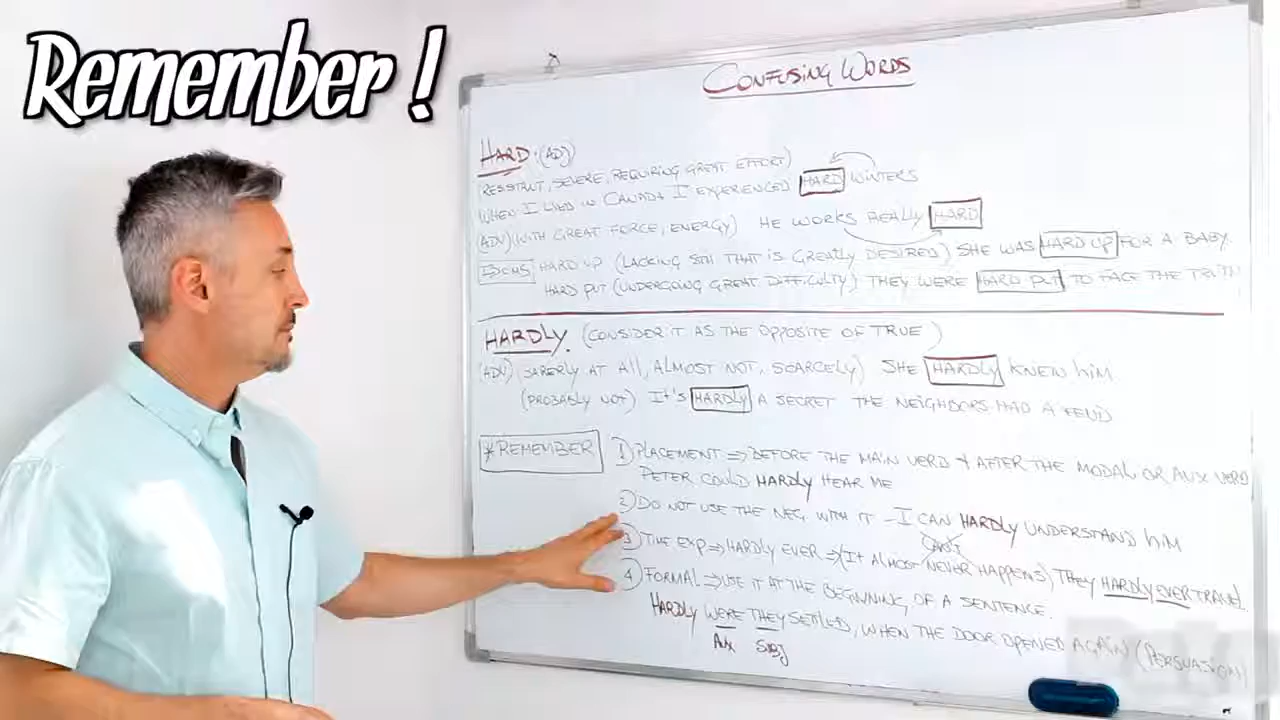 Remember!
CONFUSING WORDS
HARD: (ADJ)
(RESISTANT, SEVERE, REQUIRING GREAT EFFORT)
WHEN I LIVED IN CANADA I EXPERIENCED HARD WINTERS
(ADV) (WITH GREAT FORCE, ENERGY) HE WORKS REALLY HARD
IDIOMS HARD UP (LACKING STH THAT IS GREATLY DESIRED) SHE WAS HARD UP FOR A BABY.
HARD PUT (UNDERGOING GREAT DIFFICULTY) THEY WERE HARD PUT TO FACE THE TRUTH
HARDLY. (CONSIDER IT AS THE OPPOSITE OF TRUE)
(ADV) (BARERLY AT ALL, ALMOST NOT, SCARCELY) SHE HARDLY KNEW HIM.
(PROBABLY NOT) IT'S HARDLY A SECRET THE NEIGHBORS HAD A FEUD
*REMEMBER 1) PLACEMENT ⇒ BEFORE THE MAIN VERB & AFTER THE MODAL OR AUX VERB
PETER COULD HARDLY HEAR ME
2) DO NOT USE THE NEG WITH IT - I CAN HARDLY UNDERSTAND HIM
CAN'T
3) THE EXP ⇒ HARDLY EVER ⇒ (IT ALMOST NEVER HAPPENS) THEY HARDLY EVER TRAVEL
4) FORMAL ⇒ USE IT AT THE BEGINNING OF A SENTENCE.
HARDLY WERE THEY SETTLED, WHEN THE DOOR OPENED AGAIN (PERSUASION)
AUX SUBJ